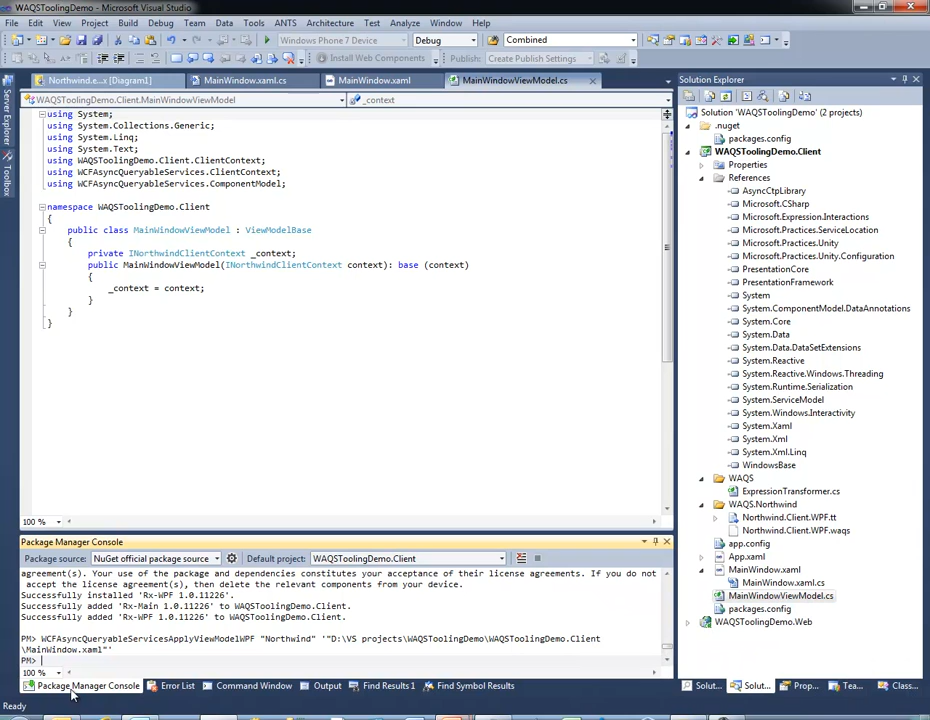 WAQSToolingDemo - Microsoft Visual Studio
File Edit View Project Build Debug Team Data Tools ANTS Architecture Test Analyze Window Help
Windows Phone 7 Device Debug Combined
Install Web Components Publish: Create Publish Settings
Northwind.e...x [Diagram1] MainWindow.xaml.cs MainWindow.xaml MainWindowViewModel.cs
WAQSToolingDemo.Client.MainWindowViewModel _context
using System;
using System.Collections.Generic;
using System.Linq;
using System.Text;
using WAQSToolingDemo.Client.ClientContext;
using WCFAsyncQueryableServices.ClientContext;
using WCFAsyncQueryableServices.ComponentModel;
namespace WAQSToolingDemo.Client
{
public class MainWindowViewModel : ViewModelBase
{
private INorthwindClientContext _context;
public MainWindowViewModel(INorthwindClientContext context): base (context)
{
_context = context;
}
}
}
100 %
Server Explorer
Toolbox
Package Manager Console
Package source: NuGet official package source Default project: WAQSToolingDemo.Client
agreement(s). Your use of the package and dependencies constitutes your acceptance of their license agreements. If you do not
accept the license agreement(s), then delete the relevant components from your device.
Successfully installed 'Rx-WPF 1.0.11226'.
Successfully added 'Rx-Main 1.0.11226' to WAQSToolingDemo.Client.
Successfully added 'Rx-WPF 1.0.11226' to WAQSToolingDemo.Client.
PM> WCFAsyncQueryableServicesApplyViewModelWPF "Northwind" '"D:\VS projects\WAQSToolingDemo\WAQSToolingDemo.Client
\MainWindow.xaml"'
PM>
100 %
Package Manager Console Error List Command Window Output Find Results 1 Find Symbol Results
Ready
Solution Explorer
Solution 'WAQSToolingDemo' (2 projects)
.nuget
packages.config
WAQSToolingDemo.Client
Properties
References
AsyncCtpLibrary
Microsoft.CSharp
Microsoft.Expression.Interactions
Microsoft.Practices.ServiceLocation
Microsoft.Practices.Unity
Microsoft.Practices.Unity.Configuration
PresentationCore
PresentationFramework
System
System.ComponentModel.DataAnnotations
System.Core
System.Data
System.Data.DataSetExtensions
System.Reactive
System.Reactive.Windows.Threading
System.Runtime.Serialization
System.ServiceModel
System.Windows.Interactivity
System.Xaml
System.Xml
System.Xml.Linq
WindowsBase
WAQS
ExpressionTransformer.cs
WAQS.Northwind
Northwind.Client.WPF.tt
Northwind.Client.WPF.waqs
app.config
App.xaml
MainWindow.xaml
MainWindow.xaml.cs
MainWindowViewModel.cs
packages.config
WAQSToolingDemo.Web
Solut... Solut... Prop... Tea... Class...